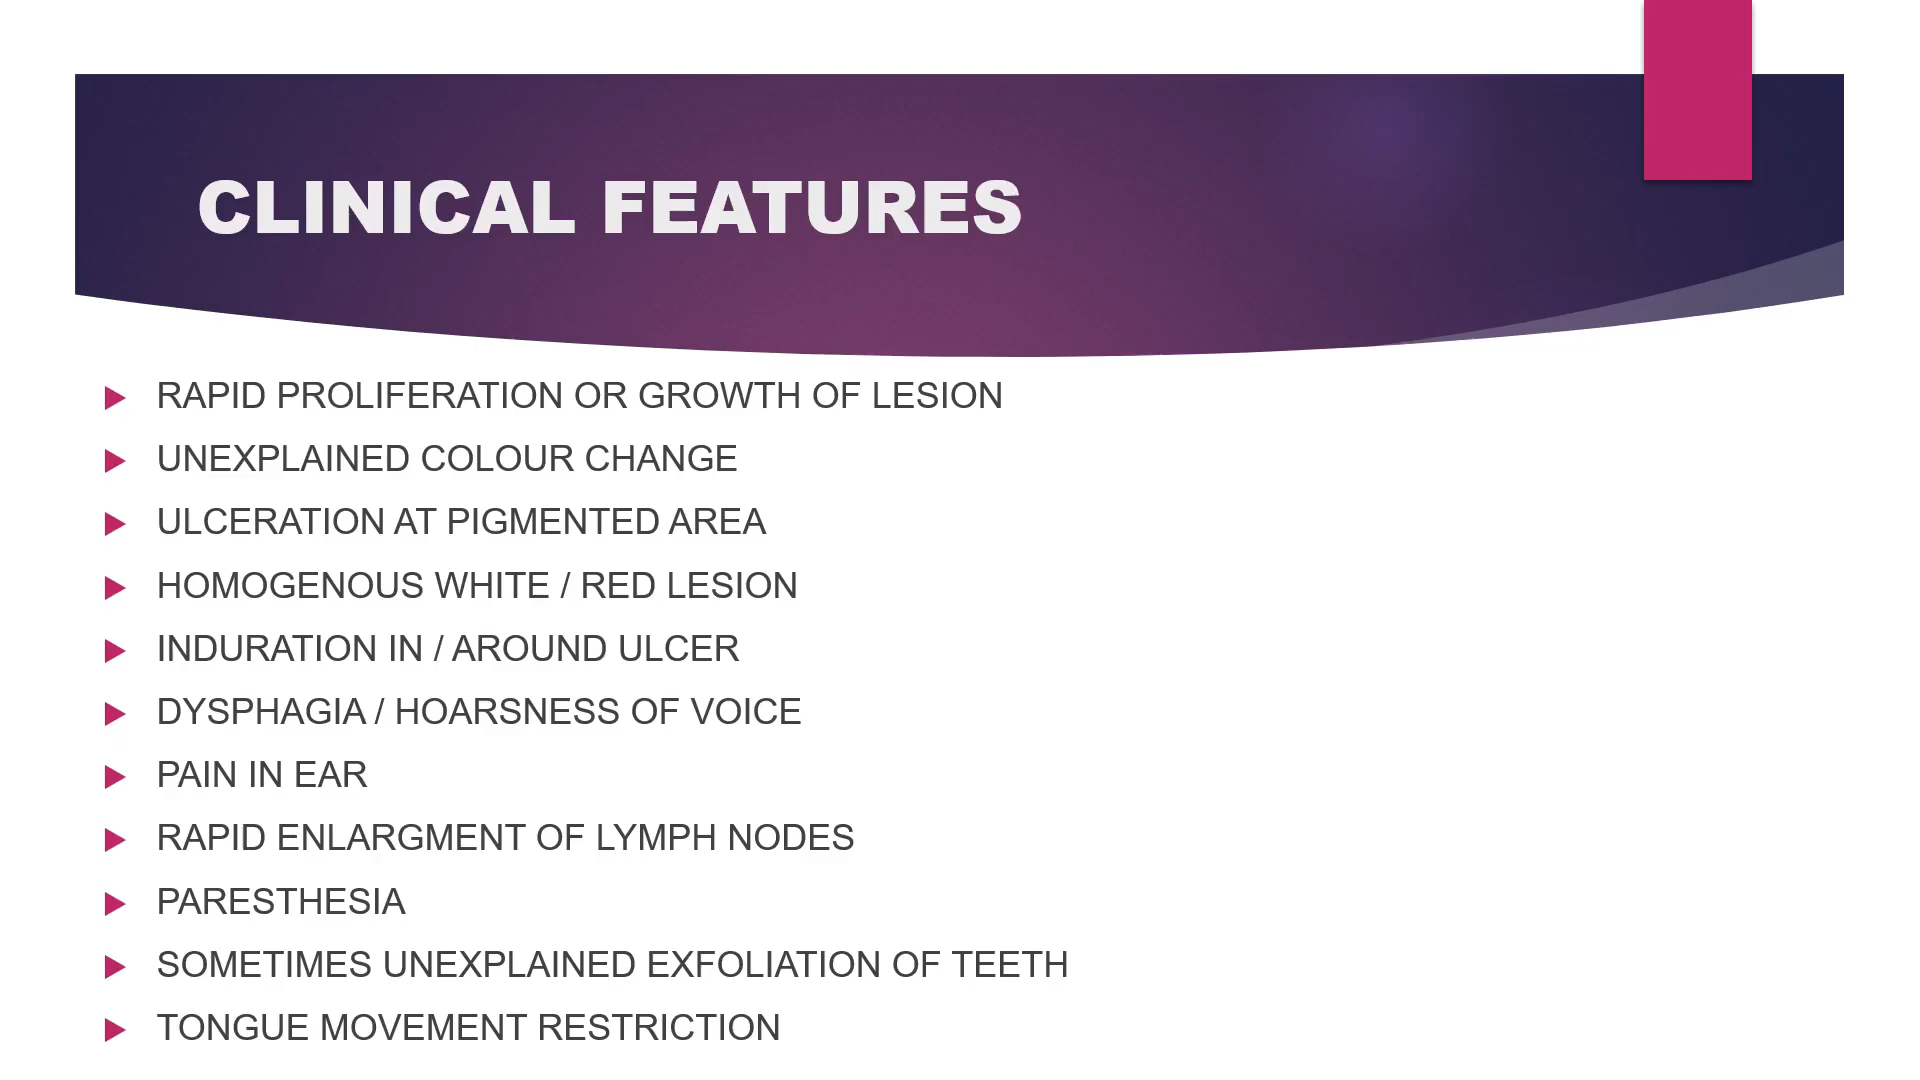 CLINICAL FEATURES
RAPID PROLIFERATION OR GROWTH OF LESION
UNEXPLAINED COLOUR CHANGE
ULCERATION AT PIGMENTED AREA
HOMOGENOUS WHITE / RED LESION
INDURATION IN / AROUND ULCER
DYSPHAGIA / HOARSNESS OF VOICE
PAIN IN EAR
RAPID ENLARGMENT OF LYMPH NODES
PARESTHESIA
SOMETIMES UNEXPLAINED EXFOLIATION OF TEETH
TONGUE MOVEMENT RESTRICTION